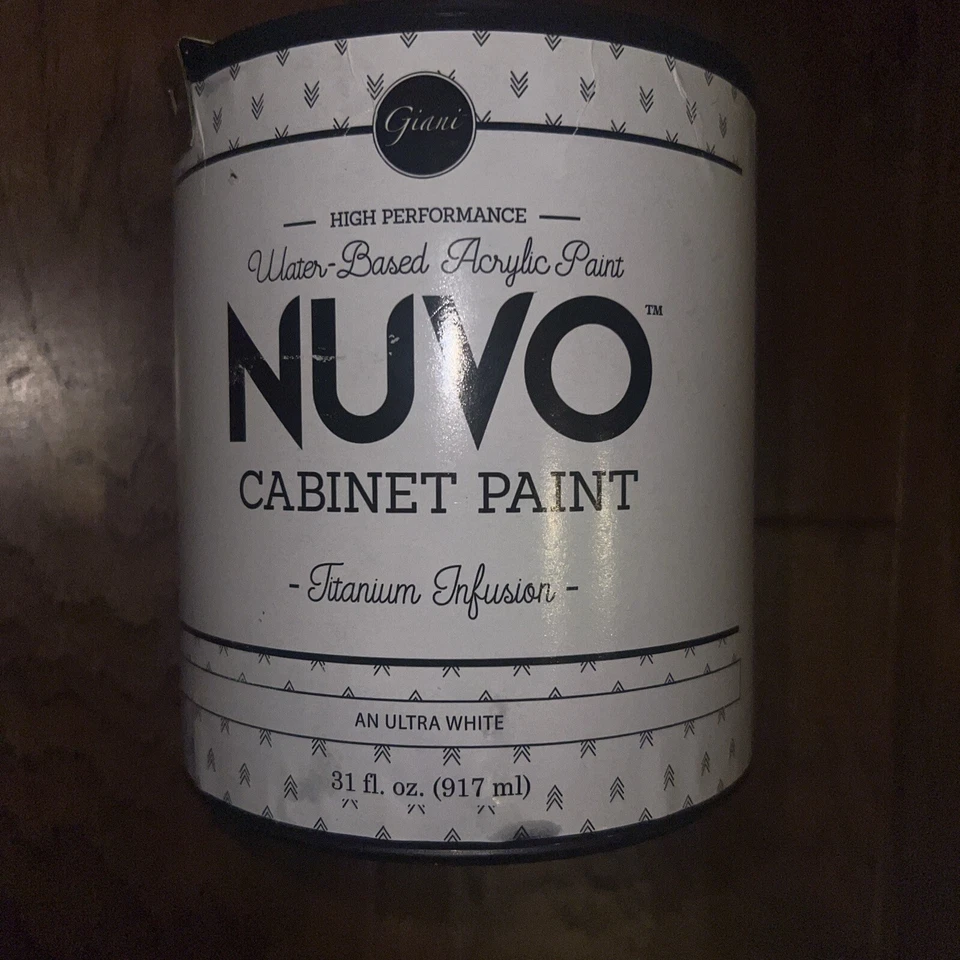 Giani
HIGH PERFORMANCE
Water-Based Acrylic Paint
NUVO™
CABINET PAINT
- Titanium Infusion -
AN ULTRA WHITE
31 fl. oz. (917 ml)